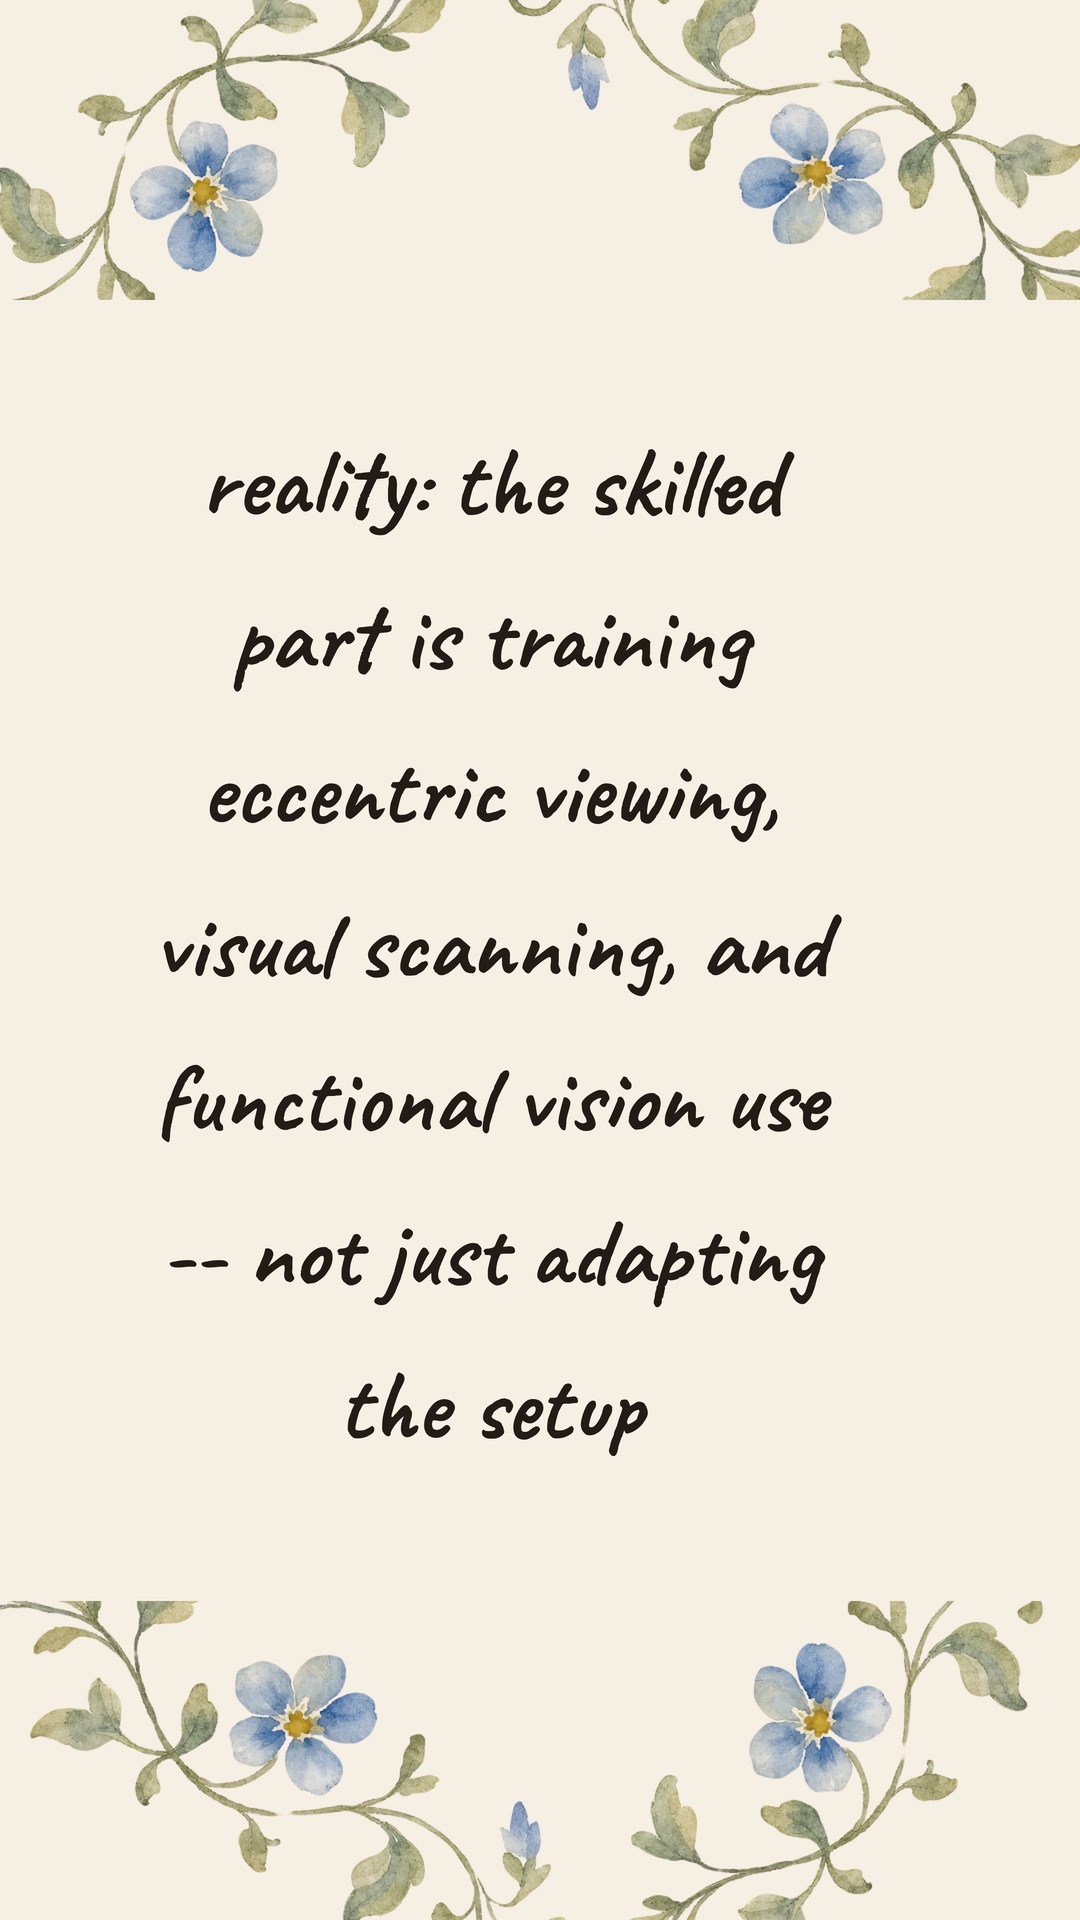 reality: the skilled
part is training
eccentric viewing,
visual scanning, and
functional vision use
-- not just adapting
the setup